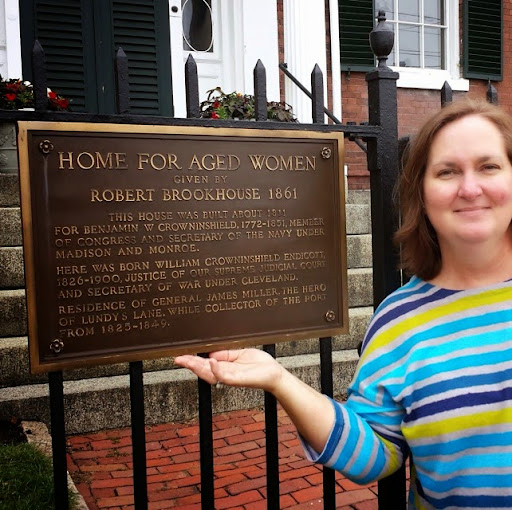 HOME FOR AGED WOMEN
GIVEN BY
ROBERT BROOKHOUSE 1861
THIS HOUSE WAS BUILT ABOUT 1811
FOR BENJAMIN W. CROWNINSHIELD, 1772-1851, MEMBER
OF CONGRESS AND SECRETARY OF THE NAVY UNDER
MADISON AND MONROE.
HERE WAS BORN WILLIAM CROWNINSHIELD ENDICOTT,
1826-1900, JUSTICE OF OUR SUPREME JUDICIAL COURT
AND SECRETARY OF WAR UNDER CLEVELAND.
RESIDENCE OF GENERAL JAMES MILLER, THE HERO
OF LUNDY'S LANE, WHILE COLLECTOR OF THE PORT
FROM 1825-1849.